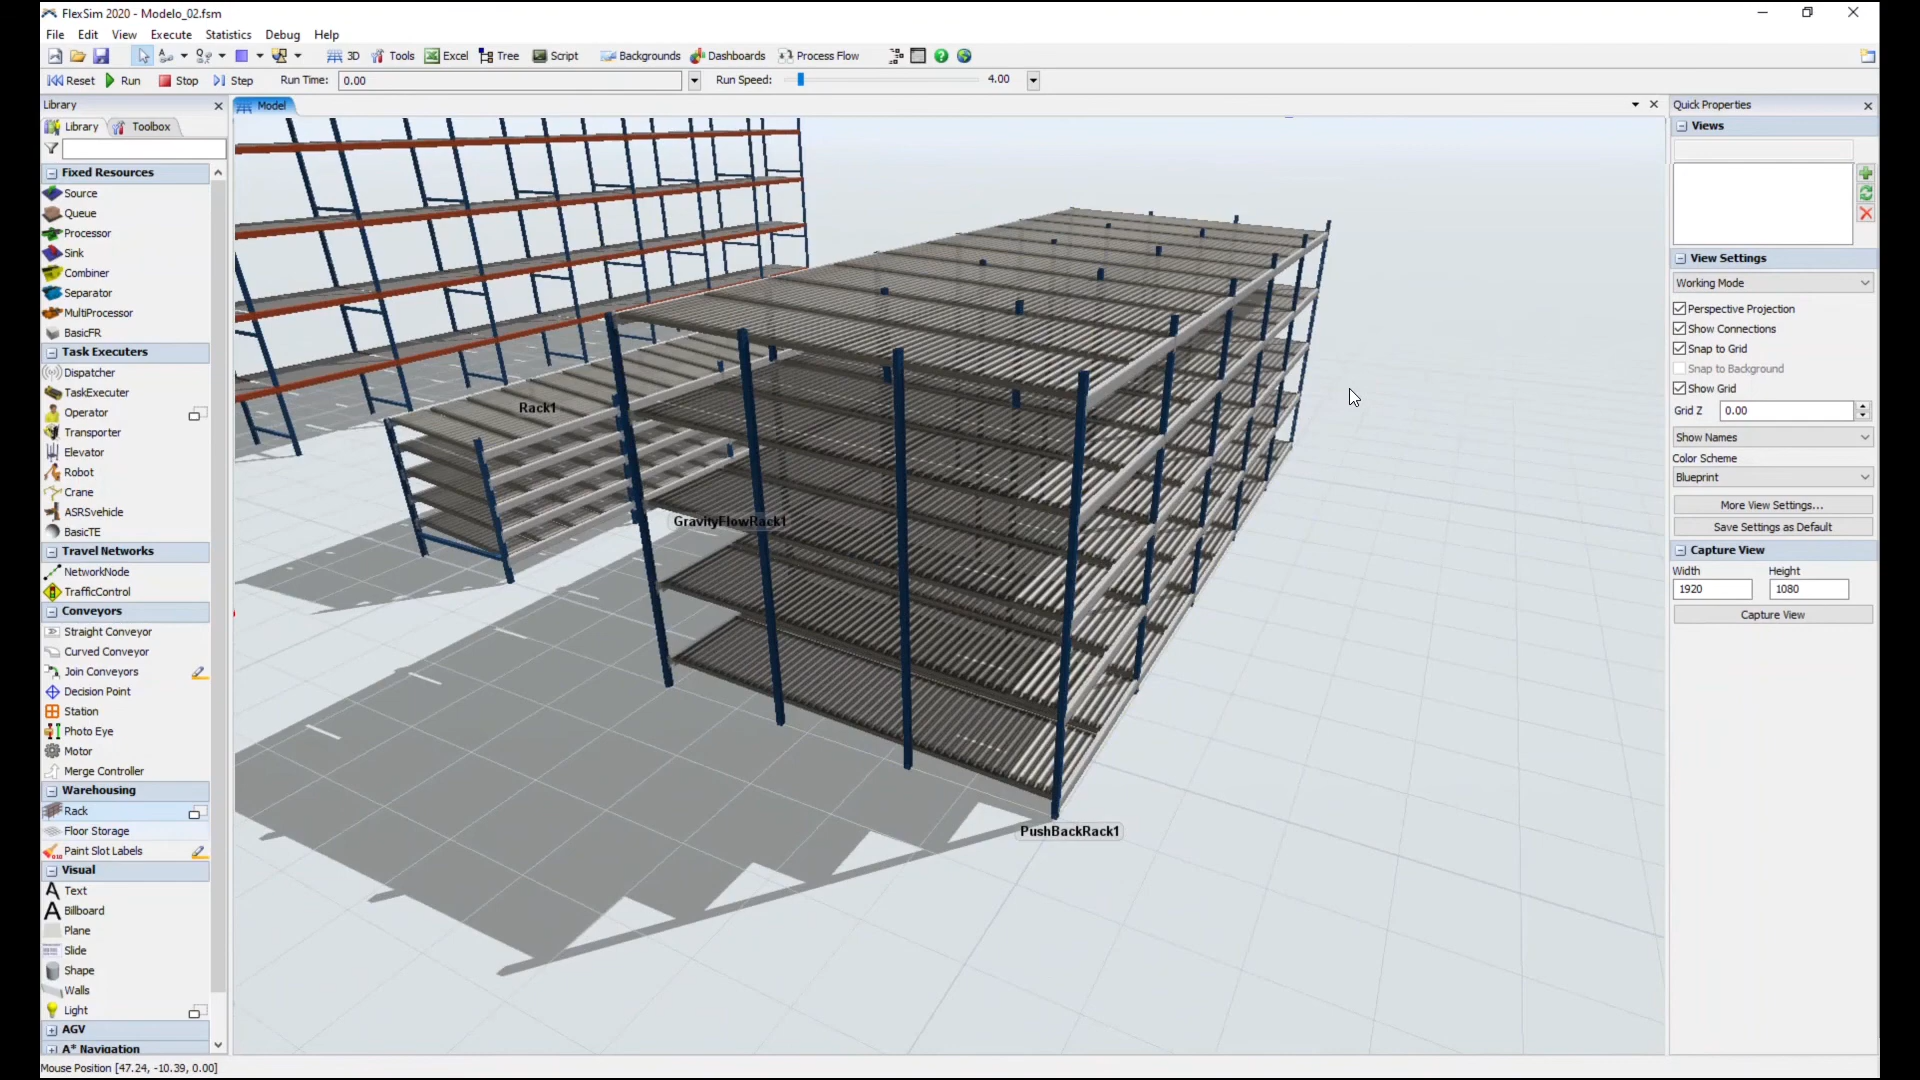 FlexSim 2020 - Modelo_02.fsm
File Edit View Execute Statistics Debug Help
3D Tools Excel Tree Script Backgrounds Dashboards Process Flow
Reset Run Stop Step Run Time: 0.00 Run Speed: 4.00
Library
Library Toolbox
Fixed Resources
Source
Queue
Processor
Sink
Combiner
Separator
MultiProcessor
BasicFR
Task Executers
Dispatcher
TaskExecuter
Operator
Transporter
Elevator
Robot
Crane
ASRSvehicle
BasicTE
Travel Networks
NetworkNode
TrafficControl
Conveyors
Straight Conveyor
Curved Conveyor
Join Conveyors
Decision Point
Station
Photo Eye
Motor
Merge Controller
Warehousing
Rack
Floor Storage
Paint Slot Labels
Visual
Text
Billboard
Plane
Slide
Shape
Walls
Light
AGV
A* Navigation
Mouse Position [47.24, -10.39, 0.00]
Model
Rack1
GravityFlowRack1
PushBackRack1
Quick Properties
Views
View Settings
Working Mode
Perspective Projection
Show Connections
Snap to Grid
Snap to Background
Show Grid
Grid Z 0.00
Show Names
Color Scheme
Blueprint
More View Settings...
Save Settings as Default
Capture View
Width Height
1920 1080
Capture View